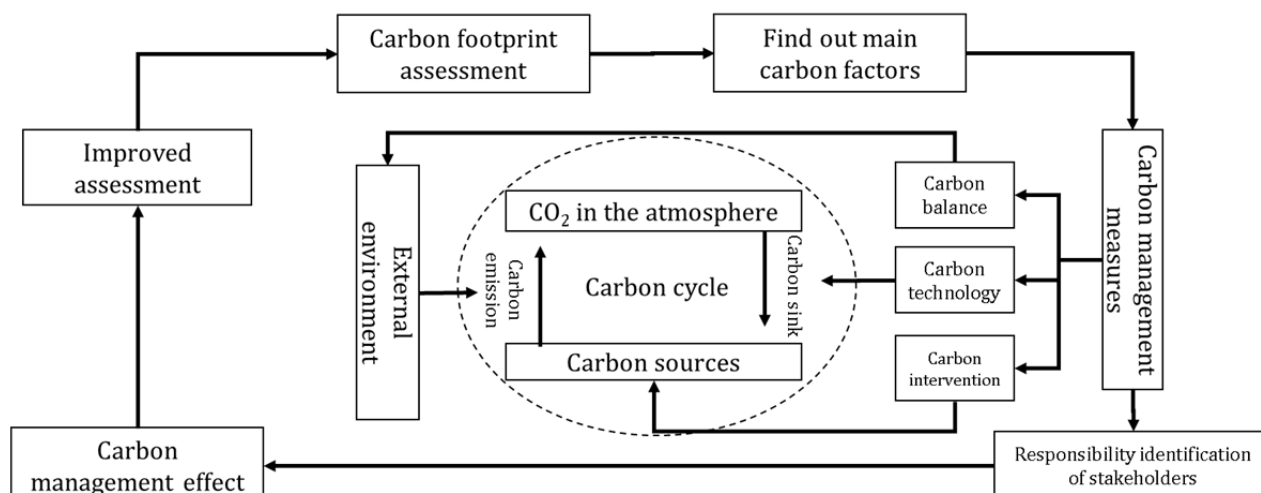 Carbon footprint
assessment
Find out main
carbon factors
Improved
assessment
External
environment
CO₂ in the atmosphere
Carbon
emission
Carbon cycle
Carbon sink
Carbon sources
Carbon
balance
Carbon
technology
Carbon
intervention
Carbon management
measures
Carbon
management effect
Responsibility identification
of stakeholders